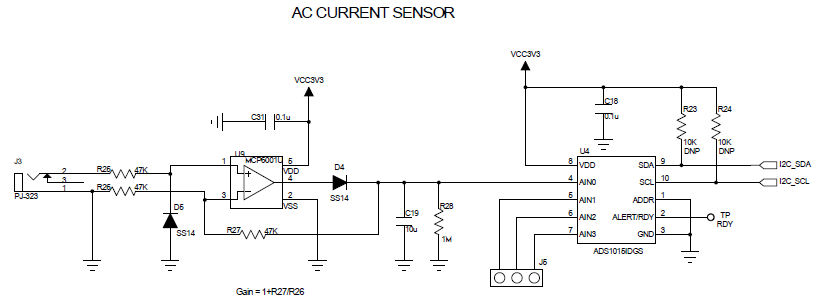 AC CURRENT SENSOR
VCC3V3
VCC3V3
C31 0.1u
C18
0.1u
R23
R24
10K
DNP
10K
DNP
U9
MCP6001U
U4
J3
2
3
1
PJ-323
R25 47K
R26 47K
1
3
5
VDD
4
2
VSS
D4
SS14
D5
SS14
R27 47K
C19
10u
R28
1M
8 VDD
4 AIN0
5 AIN1
6 AIN2
7 AIN3
SDA 9
SCL 10
ADDR 1
ALERT/RDY 2
GND 3
I2C_SDA
I2C_SCL
TP
RDY
ADS1015IDGS
J5
Gain = 1+R27/R26